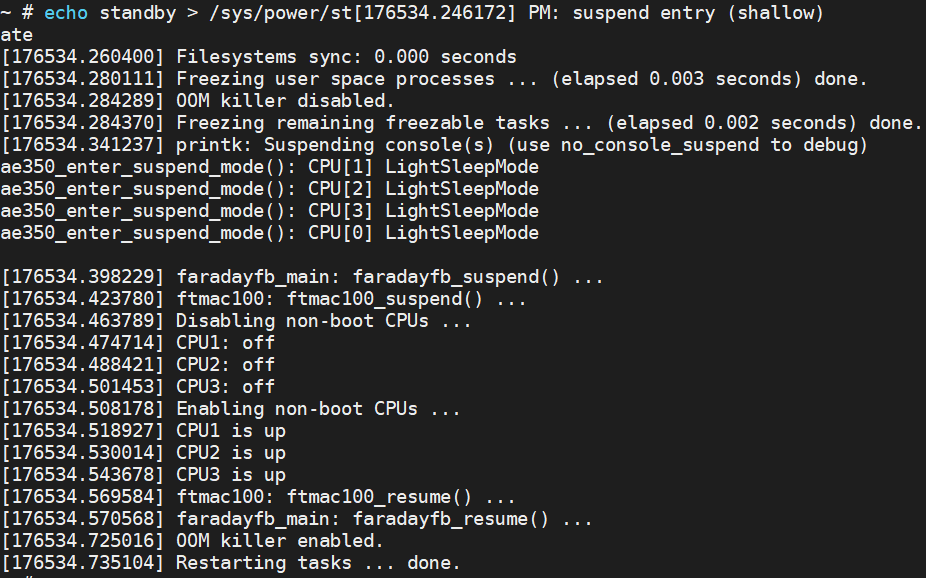 ~ # echo standby > /sys/power/st[176534.246172] PM: suspend entry (shallow)
ate
[176534.260400] Filesystems sync: 0.000 seconds
[176534.280111] Freezing user space processes ... (elapsed 0.003 seconds) done.
[176534.284289] OOM killer disabled.
[176534.284370] Freezing remaining freezable tasks ... (elapsed 0.002 seconds) done.
[176534.341237] printk: Suspending console(s) (use no_console_suspend to debug)
ae350_enter_suspend_mode(): CPU[1] LightSleepMode
ae350_enter_suspend_mode(): CPU[2] LightSleepMode
ae350_enter_suspend_mode(): CPU[3] LightSleepMode
ae350_enter_suspend_mode(): CPU[0] LightSleepMode
[176534.398229] faradayfb_main: faradayfb_suspend() ...
[176534.423780] ftmac100: ftmac100_suspend() ...
[176534.463789] Disabling non-boot CPUs ...
[176534.474714] CPU1: off
[176534.488421] CPU2: off
[176534.501453] CPU3: off
[176534.508178] Enabling non-boot CPUs ...
[176534.518927] CPU1 is up
[176534.530014] CPU2 is up
[176534.543678] CPU3 is up
[176534.569584] ftmac100: ftmac100_resume() ...
[176534.570568] faradayfb_main: faradayfb_resume() ...
[176534.725016] OOM killer enabled.
[176534.735104] Restarting tasks ... done.